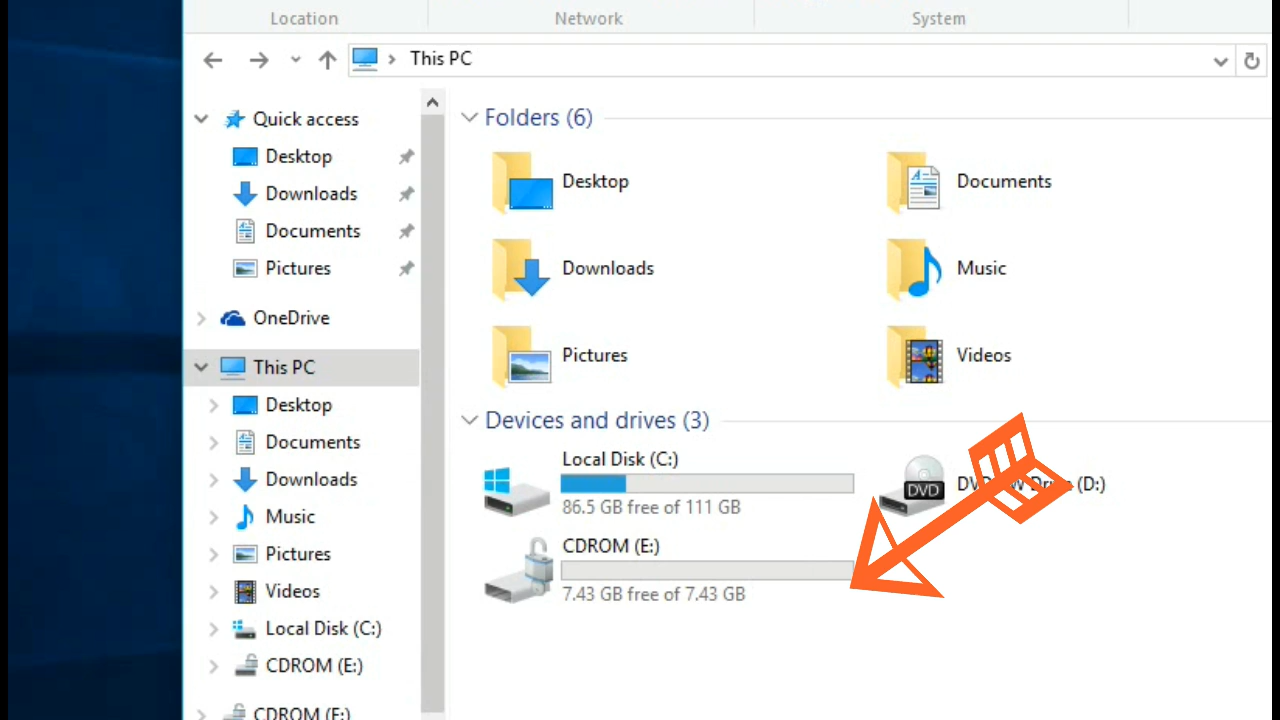 Location Network System
This PC
Quick access
Desktop
Downloads
Documents
Pictures
OneDrive
This PC
Desktop
Documents
Downloads
Music
Pictures
Videos
Local Disk (C:)
CDROM (E:)
CDROM (E:)
Folders (6)
Desktop
Documents
Downloads
Music
Pictures
Videos
Devices and drives (3)
Local Disk (C:)
86.5 GB free of 111 GB
DVD
(D:)
CDROM (E:)
7.43 GB free of 7.43 GB